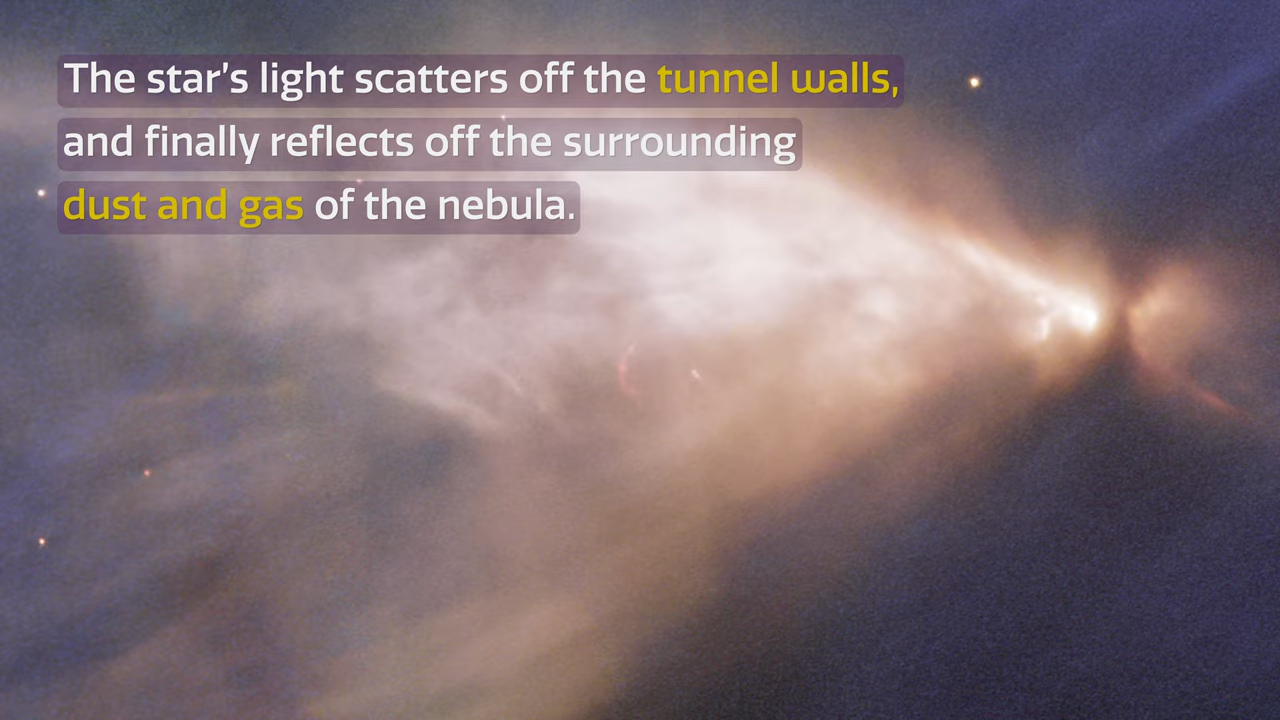 The star’s light scatters off the tunnel walls,
and finally reflects off the surrounding
dust and gas of the nebula.